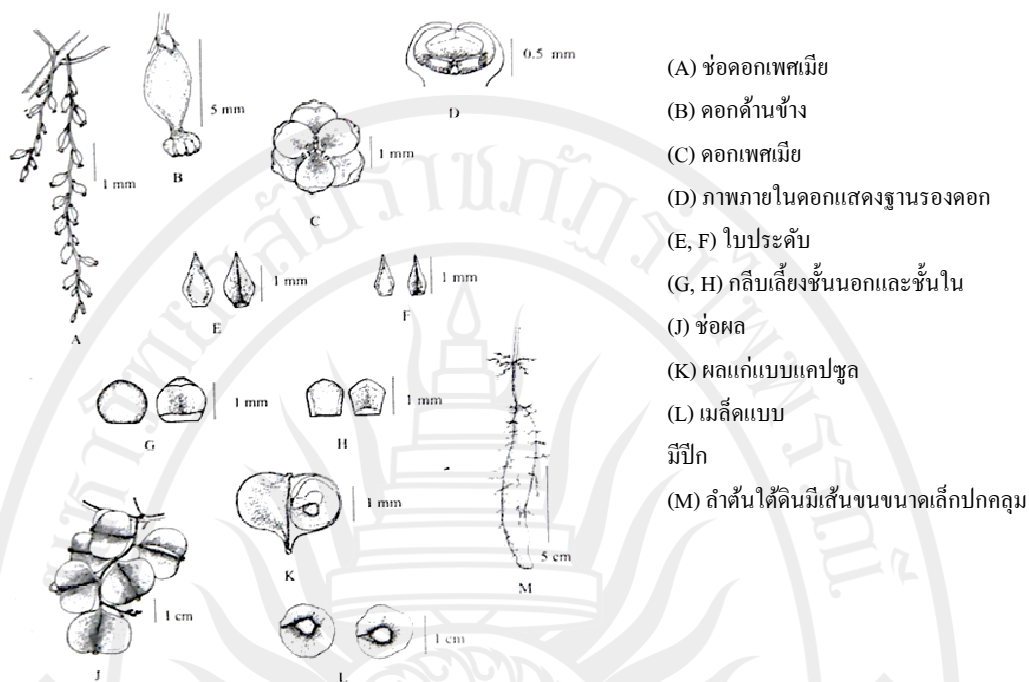 0.5 mm
D
5 mm
B
1 mm
C
1 mm
A
1 mm
E
1 mm
F
1 mm
G
1 mm
H
1 mm
K
5 cm
M
1 cm
J
1 cm
L
(A) ช่อดอกเพศเมีย
(B) ดอกด้านข้าง
(C) ดอกเพศเมีย
(D) ภาพภายในดอกแสดงฐานรองดอก
(E, F) ใบประดับ
(G, H) กลีบเลี้ยงชั้นนอกและชั้นใน
(J) ช่อผล
(K) ผลแก่แบบแคปซูล
(L) เมล็ดแบบ
มีปีก
(M) ลำต้นใต้ดินมีเส้นขนขนาดเล็กปกคลุม